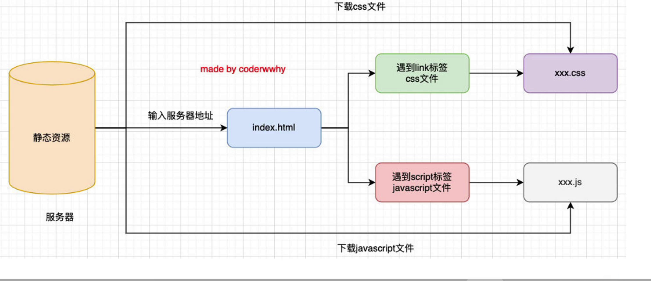 下载css文件
made by coderwwhy
遇到link标签
css文件
xxx.css
输入服务器地址
静态资源
index.html
遇到script标签
javascript文件
xxx.js
服务器
下载javascript文件